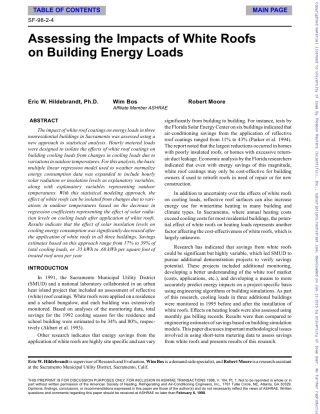 TABLE OF CONTENTS
MAIN PAGE
SF-98-2-4
Assessing the Impacts of White Roofs
on Building Energy Loads
Eric W. Hildebrandt, Ph.D.
Wim Bos
Robert Moore
Affiliate Member ASHRAE
ABSTRACT
The impact of white roof coatings on energy loads in three
nonresidential buildings in Sacramento was assessed using a
new approach to statistical analysis. Hourly metered loads
were designed to isolate the effects of white roof coatings on
building cooling loads from changes in cooling loads due to
variations in outdoor temperatures. For this analysis, the basic
multiple linear regression model used in weather normalizing
energy consumption data was expanded to include hourly
solar radiation or insolation levels as explanatory variables,
along with explanatory variables representing outdoor
temperatures. With this statistical modeling approach, the
effect of white roofs can be isolated from changes due to vari-
ations in outdoor temperatures based on the decrease in
regression coefficients representing the effect of solar radia-
tion levels on cooling loads after application of white roofs.
Results indicate that the effect of solar insolation levels on
cooling energy consumption was significantly decreased after
the application of white roofs to all three buildings. Savings
estimates based on this approach range from 17% to 39% of
total cooling loads, or
kWh per square foot of
treated roof area per year
INTRODUCTION
In 1991, the Sacramento Municipal Utility District
(SMUD) and a national laboratory collaborated in an urban
heat island project that included an assessment of reflective
(white) roof coatings. White roofs were applied on a residence
and a school bungalow, and each building was extensively
monitored. Based on analyses of the monitoring data, total
savings for the 1992 cooling season for the residence and
school building were estimated to be 34% and 80%, respec-
tively (Akbari et al. 1993).
Other research indicates that energy savings from the
application of white roofs are highly site specific and can vary
significantly from building to building. For instance, tests by
the Florida Solar Energy Center on six buildings indicated that
air-conditioning savings from the application of reflective
roof coatings ranged from 11% to 43% (Parker et al. 1994).
The report noted that the largest reductions occurred in homes
with poorly insulated roofs, or homes with excessive return-
air duct leakage. Economic analysis by the Florida researchers
indicated that even with energy savings of this magnitude,
white roof coatings may only be cost-effective for building
owners if used to retrofit roofs in need of repair or for new
construction.
In addition to uncertainty over the effects of white roofs
on cooling loads, reflective roof surfaces can also increase
energy use for wintertime heating in many building and
climate types. In Sacramento, where annual heating costs
exceed cooling costs for most residential buildings, the poten-
tial effect of white roofs on heating loads represents another
factor affecting the cost-effectiveness of white roofs, which is
largely unknown.
Research has indicated that savings from white roofs
could be significant but highly variable, which led SMUD to
pursue additional demonstration projects to verify savings
potential. These projects included additional monitoring,
developing a better understanding of the white roof market
(costs, applications, etc.), and developing a means to more
accurately predict energy impacts on a project-specific basis
using engineering algorithms or building simulations. As part
of this research, cooling loads in three additional buildings
were monitored in 1995 before and after the installation of
white roofs. Effects on heating loads were also assessed using
monthly gas billing records. Results were then compared to
engineering estimates of savings based on building simulation
models. This paper discusses important methodological issues
involved in using short-term metering data to assess savings
from white roofs and presents results of this research.
Eric W. Hildebrandt is supervisor of Research and Evaluation, Wim Bos is a demand-side specialist, and Robert Moore is a research assistant
at the Sacramento Municipal Utility District, Sacramento, Calif.
THIS PREPRINT IS FOR DISCUSSION PURPOSES ONLY, FOR INCLUSION IN ASHRAE TRANSACTIONS 1998, V. 104, Pt. 1. Not to be reprinted in whole or in
part without written permission of the American Society of Heating, Refrigerating and Air-Conditioning Engineers, Inc., 1791 Tullie Circle, NE, Atlanta, GA 30329.
Opinions, findings, conclusions, or recommendations expressed in this paper are those of the author(s) and do not necessarily reflect the views of ASHRAE. Written
questions and comments regarding this paper should be received at ASHRAE no later than February 6, 1998.